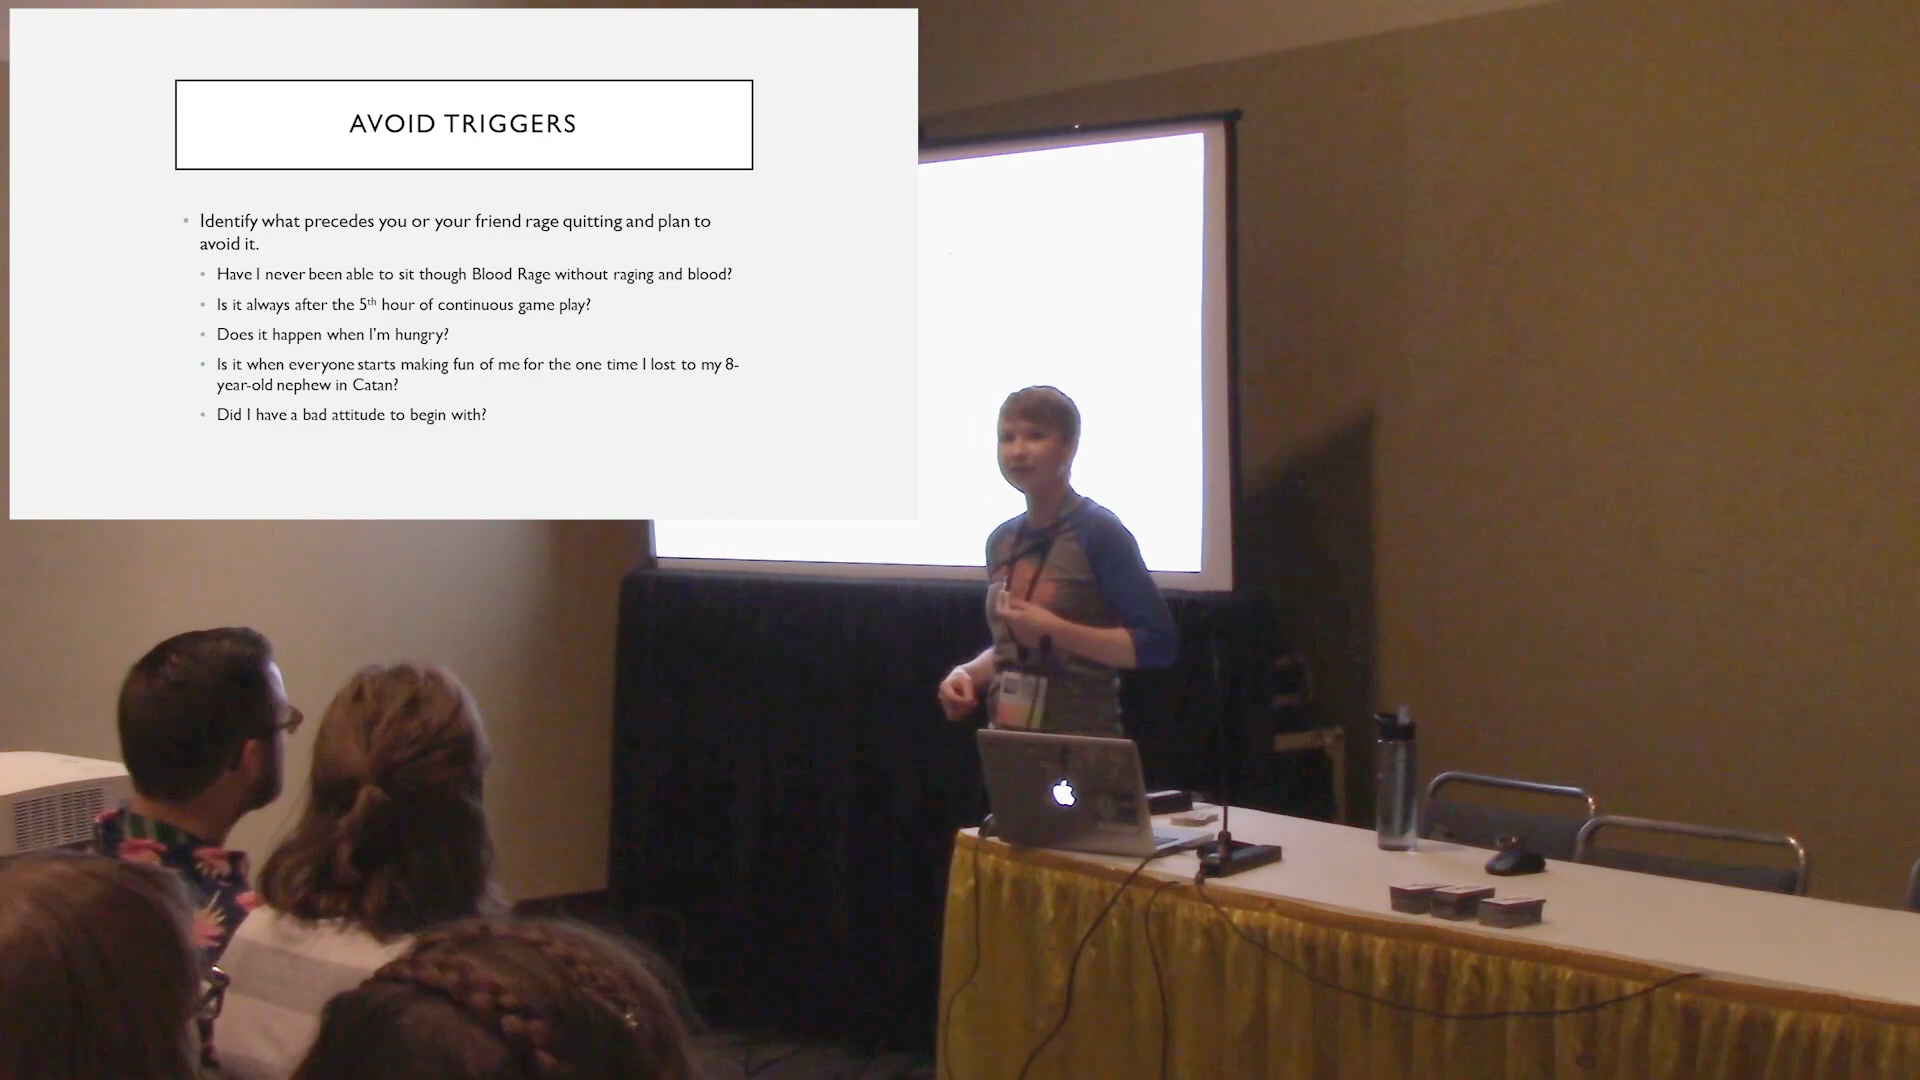 AVOID TRIGGERS
• Identify what precedes you or your friend rage quitting and plan to
avoid it.
• Have I never been able to sit though Blood Rage without raging and blood?
• Is it always after the 5th hour of continuous game play?
• Does it happen when I'm hungry?
• Is it when everyone starts making fun of me for the one time I lost to my 8-
year-old nephew in Catan?
• Did I have a bad attitude to begin with?